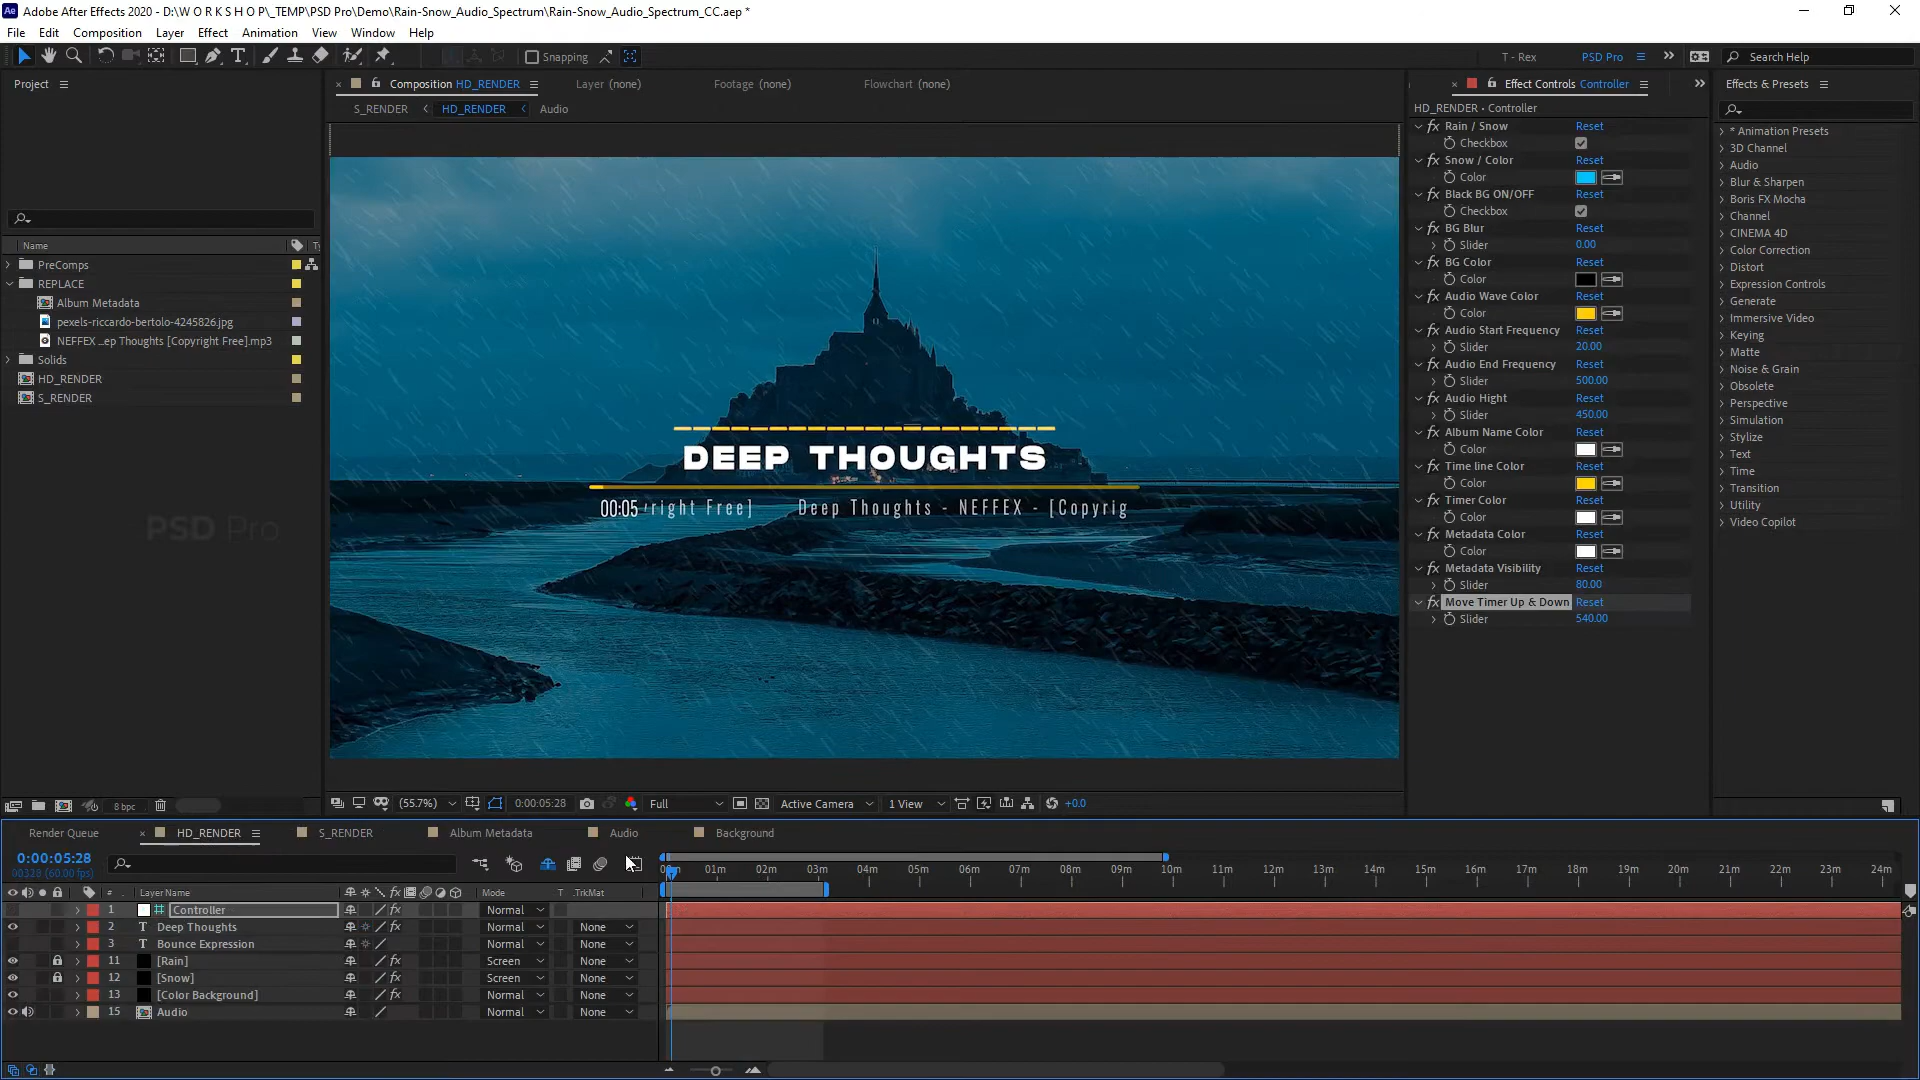 Adobe After Effects 2020 - D:\W O R K S H O P\_TEMP\PSD Pro\Demo\Rain-Snow_Audio_Spectrum\Rain-Snow_Audio_Spectrum_CC.aep *
File Edit Composition Layer Effect Animation View Window Help
Snapping T - Rex PSD Pro Search Help
Project Composition HD_RENDER Layer (none) Footage (none) Flowchart (none) Effect Controls Controller Effects & Presets
S_RENDER HD_RENDER Audio
HD_RENDER • Controller
Rain / Snow Reset
Checkbox
Snow / Color Reset
Color
Black BG ON/OFF Reset
Checkbox
BG Blur Reset
Slider 0.00
BG Color Reset
Color
Audio Wave Color Reset
Color
Audio Start Frequency Reset
Slider 20.00
Audio End Frequency Reset
Slider 500.00
Audio Hight Reset
Slider 450.00
Album Name Color Reset
Color
Time line Color Reset
Color
Timer Color Reset
Color
Metadata Color Reset
Color
Metadata Visibility Reset
Slider 80.00
Move Timer Up & Down Reset
Slider 540.00
* Animation Presets
3D Channel
Audio
Blur & Sharpen
Boris FX Mocha
Channel
CINEMA 4D
Color Correction
Distort
Expression Controls
Generate
Immersive Video
Keying
Matte
Noise & Grain
Obsolete
Perspective
Simulation
Stylize
Text
Time
Transition
Utility
Video Copilot
Name Ty
PreComps
REPLACE
Album Metadata
pexels-riccardo-bertolo-4245826.jpg
NEFFEX ...ep Thoughts [Copyright Free].mp3
Solids
HD_RENDER
S_RENDER
DEEP THOUGHTS
00:05 right Free] Deep Thoughts - NEFFEX - [Copyrig
PSD Pro
8 bpc (55.7%) 0:00:05:28 Full Active Camera 1 View +0.0
Render Queue HD_RENDER S_RENDER Album Metadata Audio Background
0:00:05:28
00328 (60.00 fps)
01m 02m 03m 04m 05m 06m 07m 08m 09m 10m 11m 12m 13m 14m 15m 16m 17m 18m 19m 20m 21m 22m 23m 24m
# Layer Name Mode T .TrkMat
1 Controller Normal
2 T Deep Thoughts Normal None
3 T Bounce Expression Normal None
11 [Rain] Screen None
12 [Snow] Screen None
13 [Color Background] Normal None
15 Audio Normal None